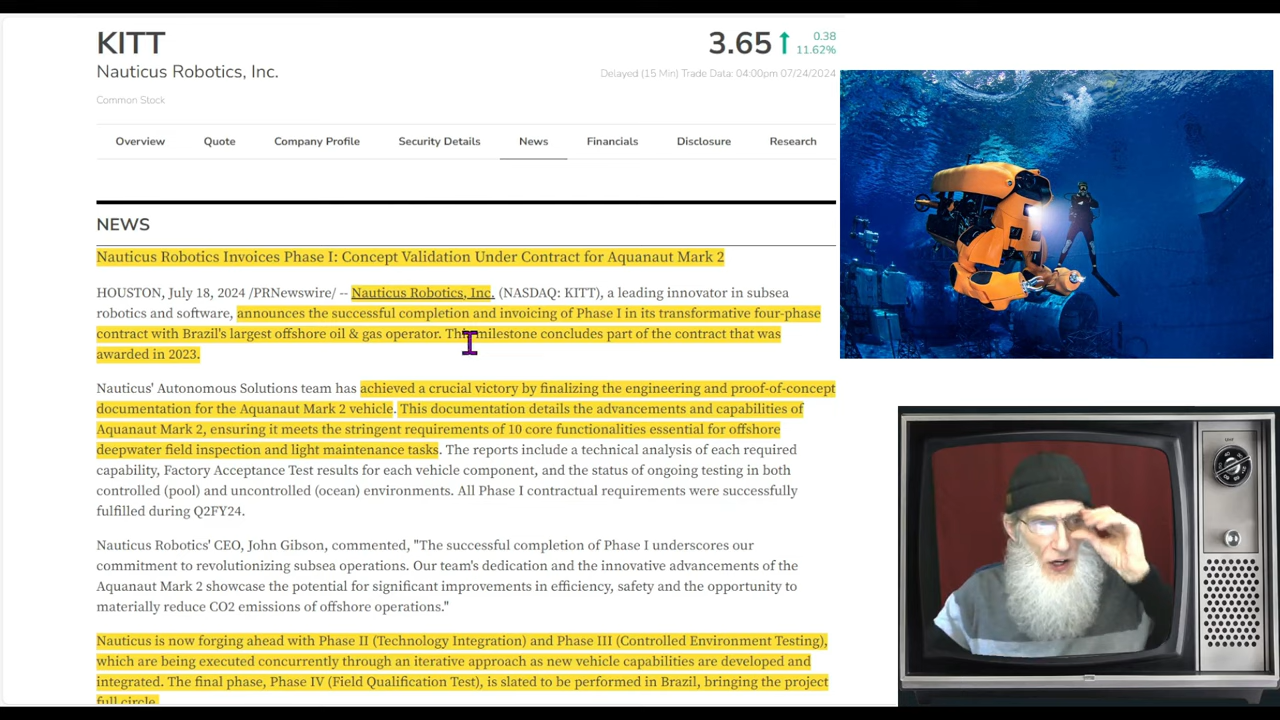 KITT
3.65
0.38
11.62%
Nauticus Robotics, Inc.
Delayed (15 Min) Trade Data: 04:00pm 07/24/2024
Common Stock
Overview Quote Company Profile Security Details News Financials Disclosure Research
NEWS
Nauticus Robotics Invoices Phase I: Concept Validation Under Contract for Aquanaut Mark 2
HOUSTON, July 18, 2024 /PRNewswire/ -- Nauticus Robotics, Inc. (NASDAQ: KITT), a leading innovator in subsea
robotics and software, announces the successful completion and invoicing of Phase I in its transformative four-phase
contract with Brazil's largest offshore oil & gas operator. This milestone concludes part of the contract that was
awarded in 2023.
Nauticus' Autonomous Solutions team has achieved a crucial victory by finalizing the engineering and proof-of-concept
documentation for the Aquanaut Mark 2 vehicle. This documentation details the advancements and capabilities of
Aquanaut Mark 2, ensuring it meets the stringent requirements of 10 core functionalities essential for offshore
deepwater field inspection and light maintenance tasks. The reports include a technical analysis of each required
capability, Factory Acceptance Test results for each vehicle component, and the status of ongoing testing in both
controlled (pool) and uncontrolled (ocean) environments. All Phase I contractual requirements were successfully
fulfilled during Q2FY24.
Nauticus Robotics' CEO, John Gibson, commented, "The successful completion of Phase I underscores our
commitment to revolutionizing subsea operations. Our team's dedication and the innovative advancements of the
Aquanaut Mark 2 showcase the potential for significant improvements in efficiency, safety and the opportunity to
materially reduce CO2 emissions of offshore operations."
Nauticus is now forging ahead with Phase II (Technology Integration) and Phase III (Controlled Environment Testing),
which are being executed concurrently through an iterative approach as new vehicle capabilities are developed and
integrated. The final phase, Phase IV (Field Qualification Test), is slated to be performed in Brazil, bringing the project
full circle.